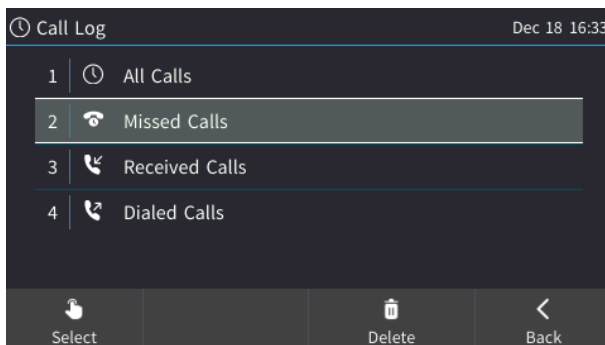 Call Log Dec 18 16:33
1 All Calls
2 Missed Calls
3 Received Calls
4 Dialed Calls
Select Delete Back